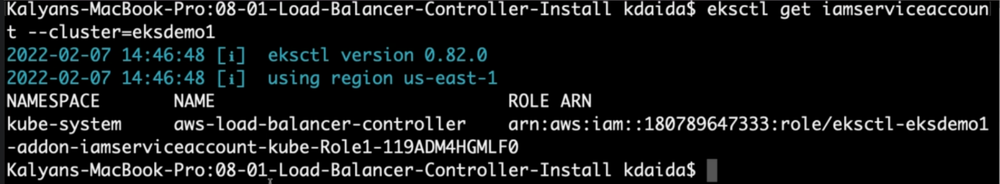 Kalyans-MacBook-Pro:08-01-Load-Balancer-Controller-Install kdaida$ eksctl get iamserviceaccoun
t --cluster=eksdemo1
2022-02-07 14:46:48 [ℹ]  eksctl version 0.82.0
2022-02-07 14:46:48 [ℹ]  using region us-east-1
NAMESPACE       NAME                            ROLE ARN
kube-system     aws-load-balancer-controller    arn:aws:iam::180789647333:role/eksctl-eksdemo1
-addon-iamserviceaccount-kube-Role1-119ADM4HGMLF0
Kalyans-MacBook-Pro:08-01-Load-Balancer-Controller-Install kdaida$